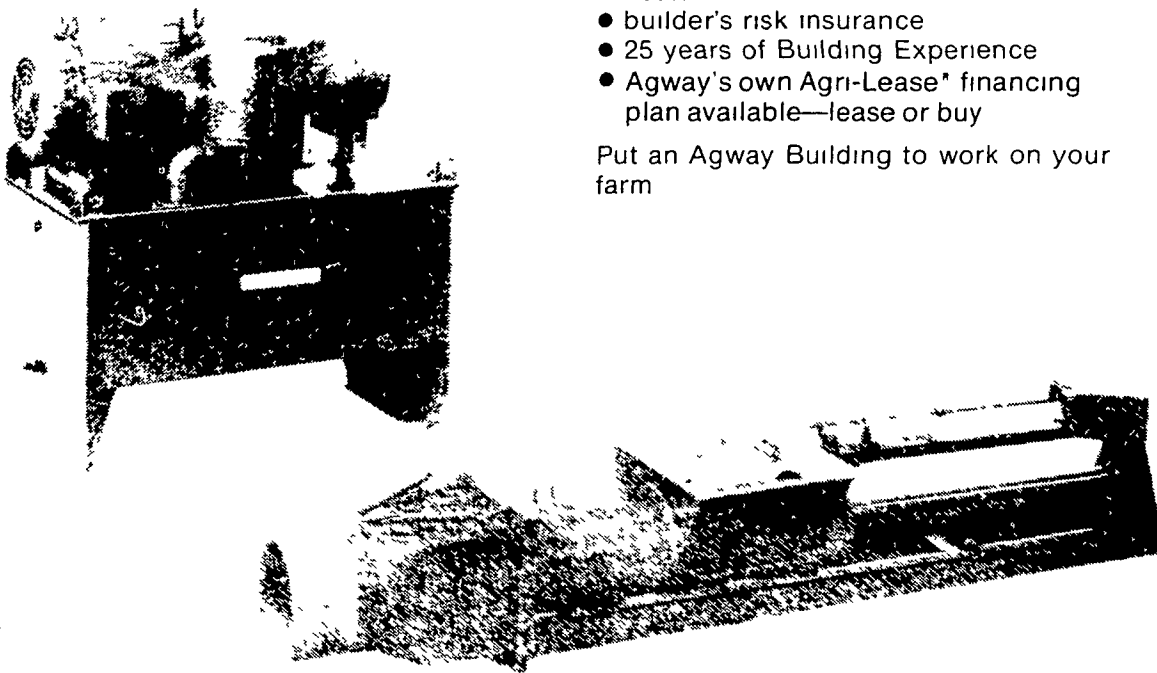 ● builder's risk insurance
● 25 years of Building Experience
● Agway's own Agri-Lease* financing
plan available—lease or buy
Put an Agway Building to work on your
farm